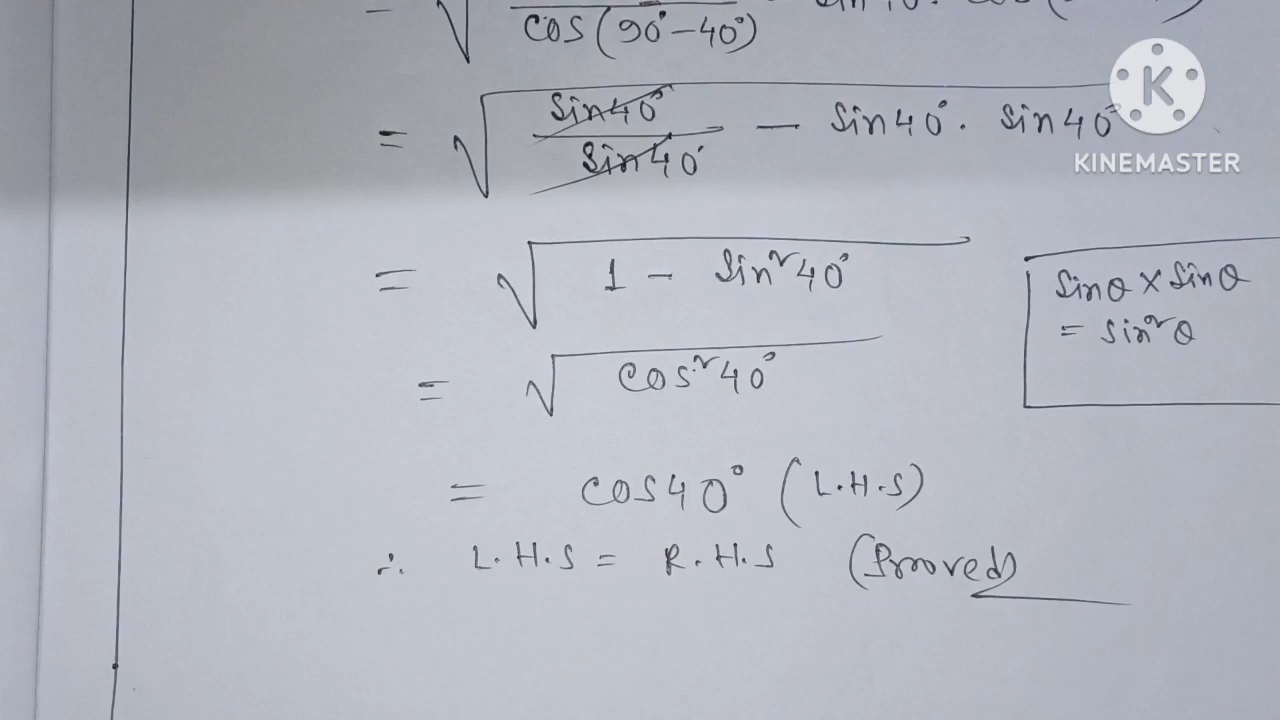 cos(90°-40°)
= √ sin40°/sin40° - sin40°. sin40°
KINEMASTER
= √ 1 - sin²40°
sinθ × sinθ
= sin²θ
= √ cos²40°
= cos40° (L.H.S)
∴ L.H.S = R.H.S (Proved)